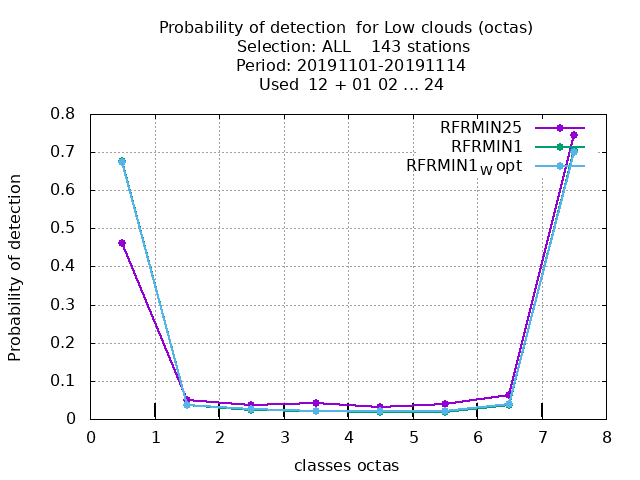 Probability of detection  for Low clouds (octas)
Selection: ALL    143 stations
Period: 20191101-20191114
Used  12 + 01 02 ... 24
RFRMIN25
RFRMIN1
RFRMIN1_W opt
Probability of detection
0.8
0.7
0.6
0.5
0.4
0.3
0.2
0.1
0
0 1 2 3 4 5 6 7 8
classes octas